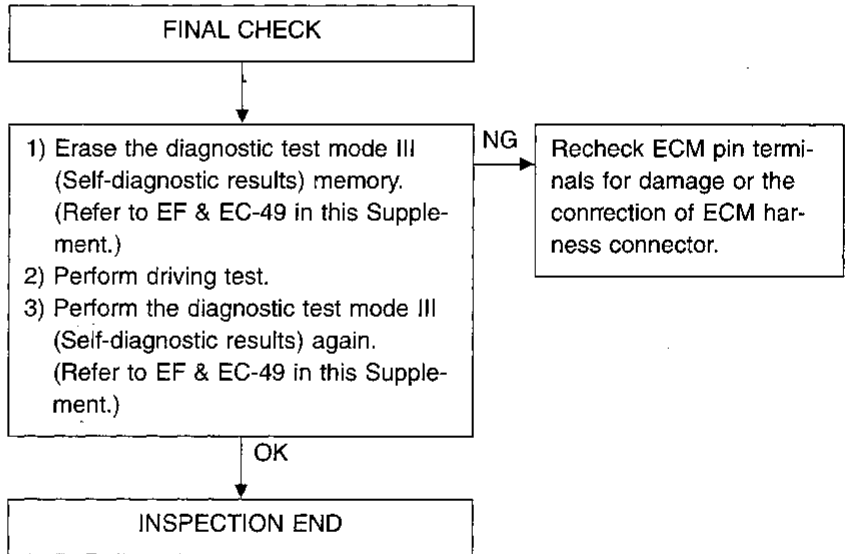 FINAL CHECK
1) Erase the diagnostic test mode III
(Self-diagnostic results) memory.
(Refer to EF & EC-49 in this Supple-
ment.)
2) Perform driving test.
3) Perform the diagnostic test mode III
(Self-diagnostic results) again.
(Refer to EF & EC-49 in this Supple-
ment.)
NG
Recheck ECM pin termi-
nals for damage or the
connection of ECM har-
ness connector.
OK
INSPECTION END